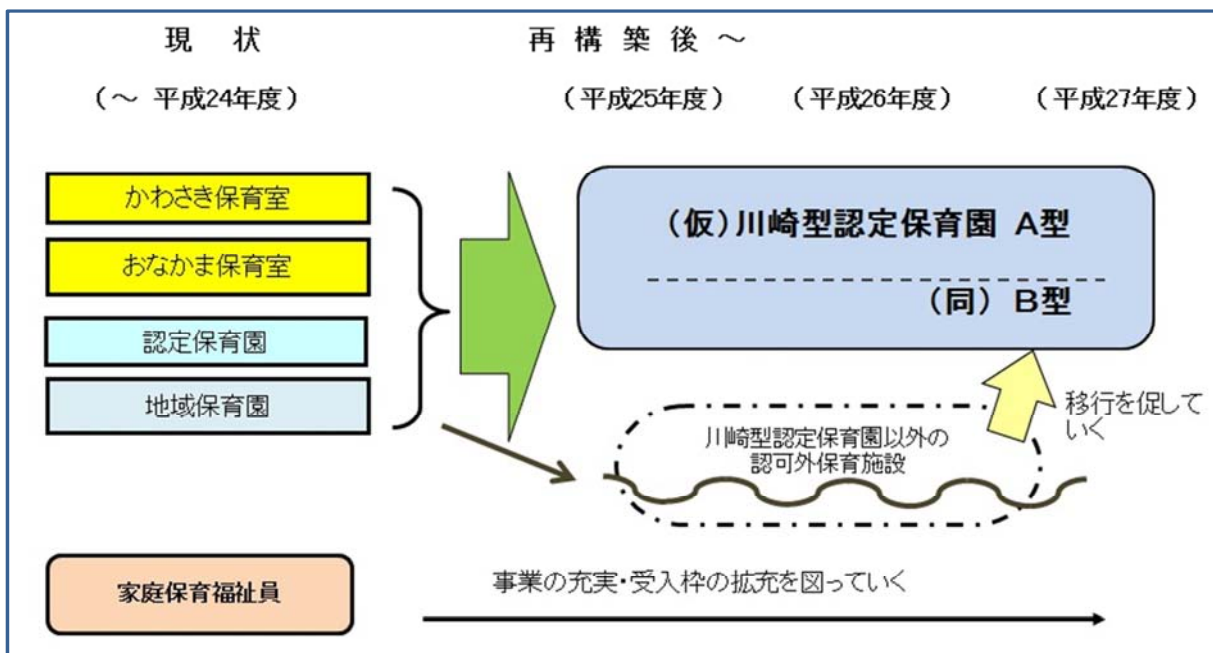 現 状
再 構 築 後 ～
（～ 平成24年度）
（平成25年度）
（平成26年度）
（平成27年度）
かわさき保育室
おなかま保育室
認定保育園
地域保育園
（仮）川崎型認定保育園 A型
（同） B型
移行を促して
いく
川崎型認定保育園以外の
認可外保育施設
家庭保育福祉員
事業の充実・受入枠の拡充を図っていく